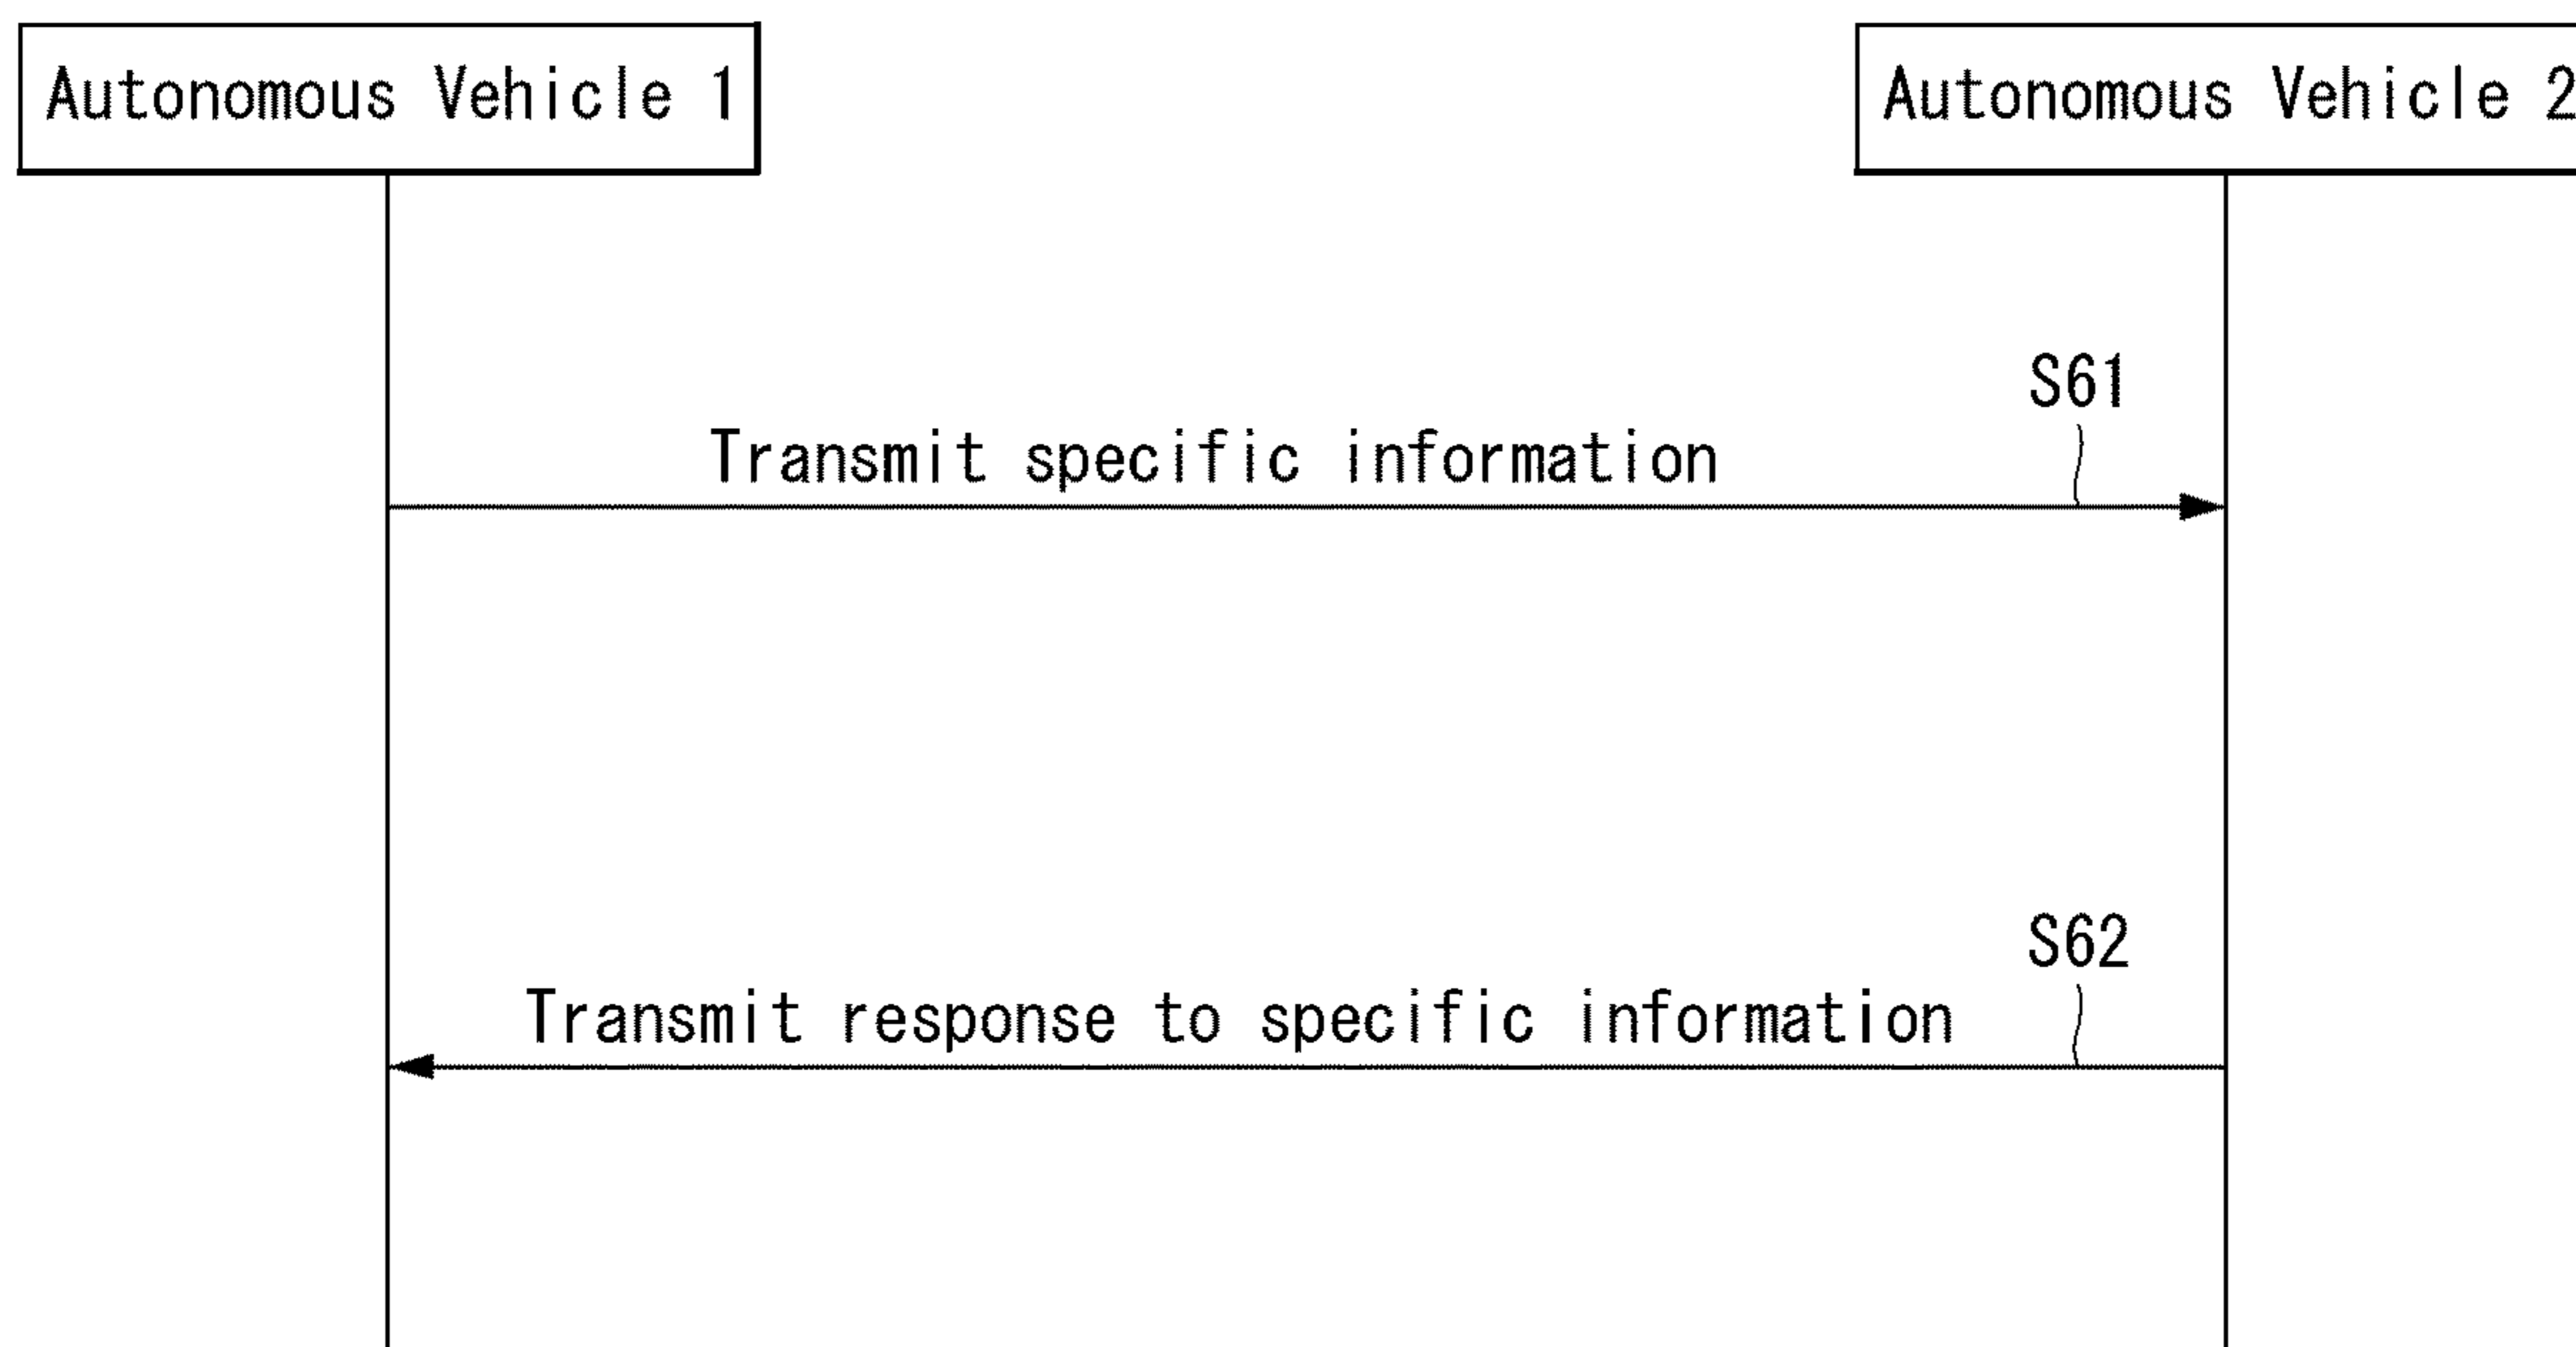 Autonomous Vehicle 1
Autonomous Vehicle 2
S61
Transmit specific information
S62
Transmit response to specific information